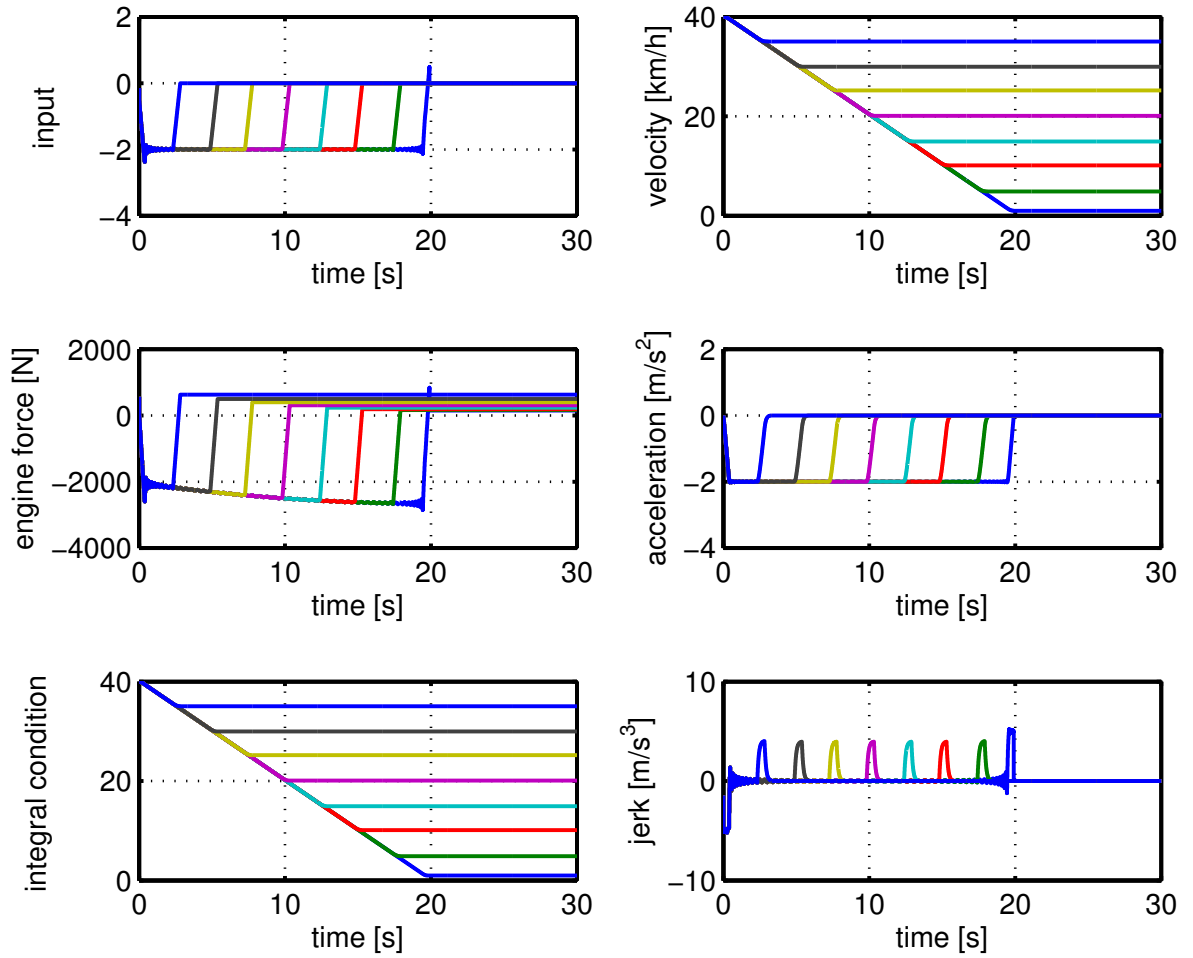 2
0
−2
−4
input
0 10 20 30
time [s]
40
20
0
velocity [km/h]
0 10 20 30
time [s]
2000
0
−2000
−4000
engine force [N]
0 10 20 30
time [s]
2
0
−2
−4
acceleration [m/s²]
0 10 20 30
time [s]
40
20
0
integral condition
0 10 20 30
time [s]
10
0
−10
jerk [m/s³]
0 10 20 30
time [s]